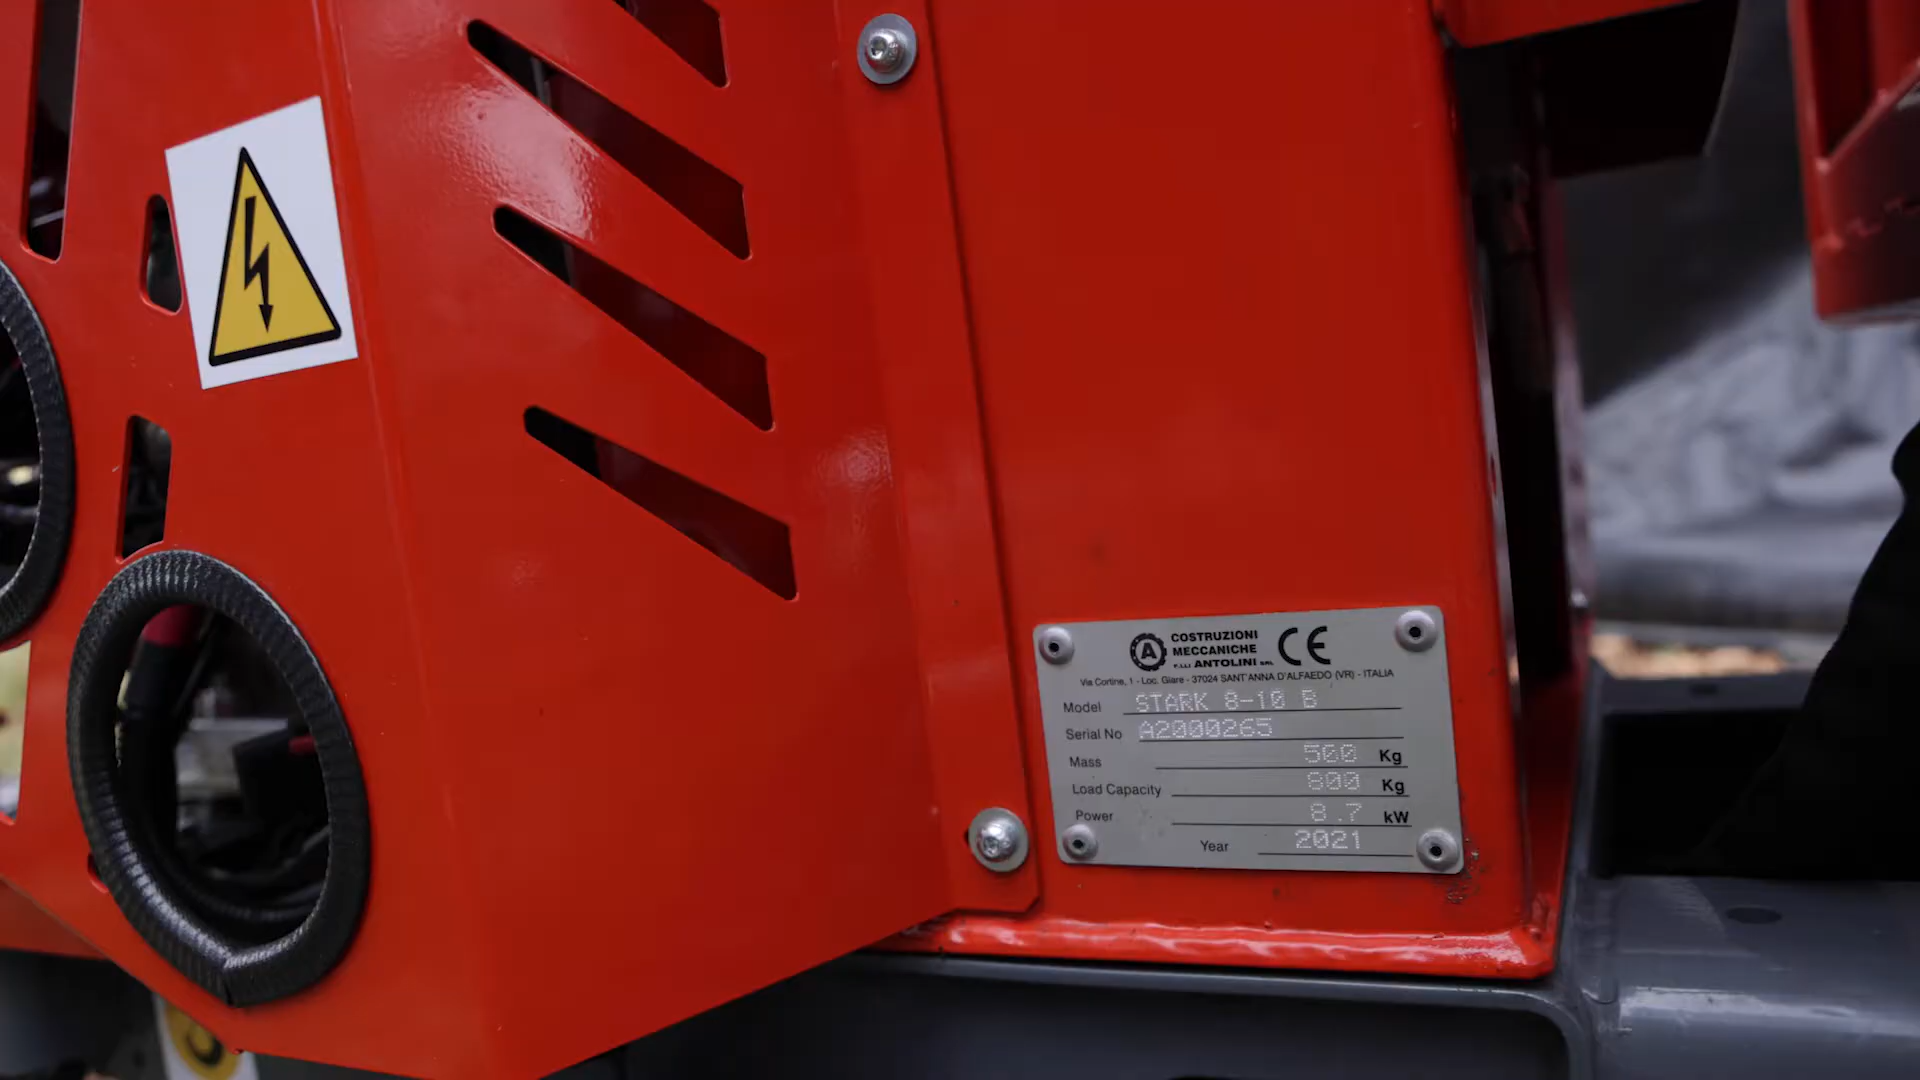 A COSTRUZIONI
MECCANICHE
F.LLI ANTOLINI SRL
CE
Via Cortine, 1 - Loc. Giare - 37024 SANT'ANNA D'ALFAEDO (VR) - ITALIA
Model STARK 8-10 B
Serial No A2000265
Mass 500 Kg
Load Capacity 800 Kg
Power 8.7 kW
Year 2021